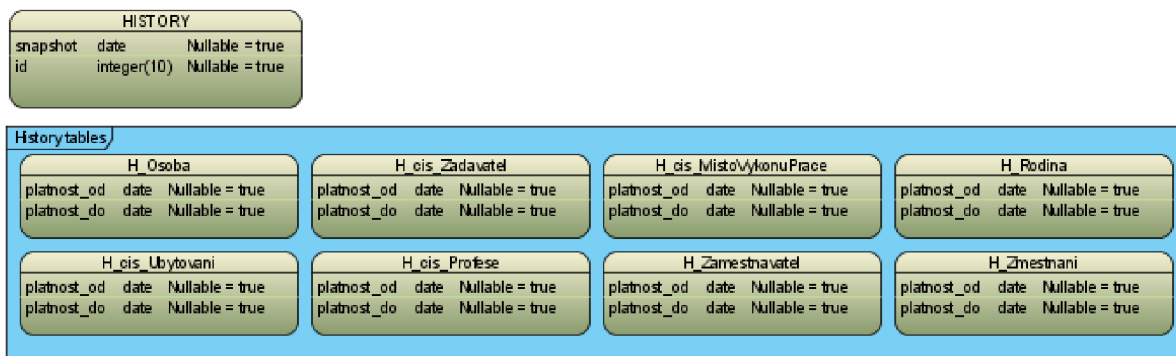 HISTORY
snapshot date Nullable = true
id integer(10) Nullable = true
History tables
H_Osoba
platnost_od date Nullable = true
platnost_do date Nullable = true
H_cis_Zadavatel
platnost_od date Nullable = true
platnost_do date Nullable = true
H_cis_MistoVykonuPrace
platnost_od date Nullable = true
platnost_do date Nullable = true
H_Rodina
platnost_od date Nullable = true
platnost_do date Nullable = true
H_cis_Ubytovani
platnost_od date Nullable = true
platnost_do date Nullable = true
H_cis_Profese
platnost_od date Nullable = true
platnost_do date Nullable = true
H_Zamestnavatel
platnost_od date Nullable = true
platnost_do date Nullable = true
H_Zmestnani
platnost_od date Nullable = true
platnost_do date Nullable = true